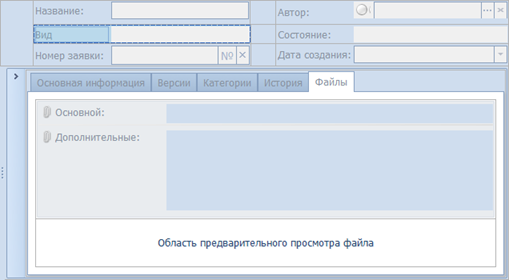 Название: Автор:
Вид Состояние:
Номер заявки: № Дата создания:
Основная информация Версии Категории История Файлы
Основной:
Дополнительные:
Область предварительного просмотра файла